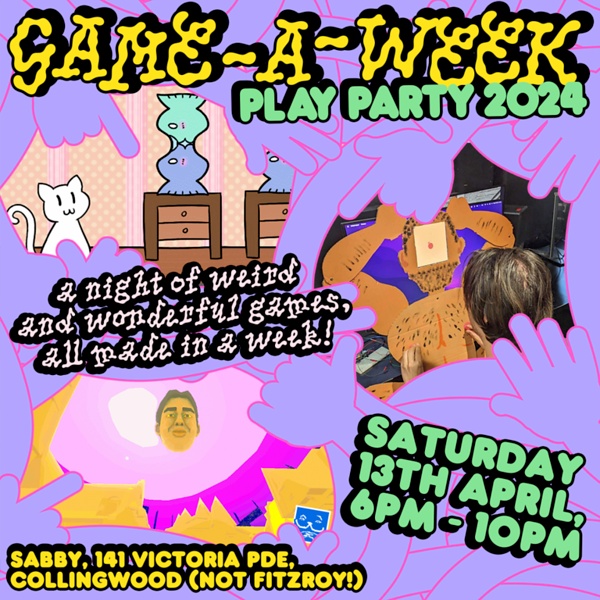 GAME-A-WEEK
PLAY PARTY 2024
a night of weird
and wonderful games,
all made in a week!
SATURDAY
13TH APRIL,
6PM - 10PM
SABBY, 141 VICTORIA PDE,
COLLINGWOOD (NOT FITZROY!)